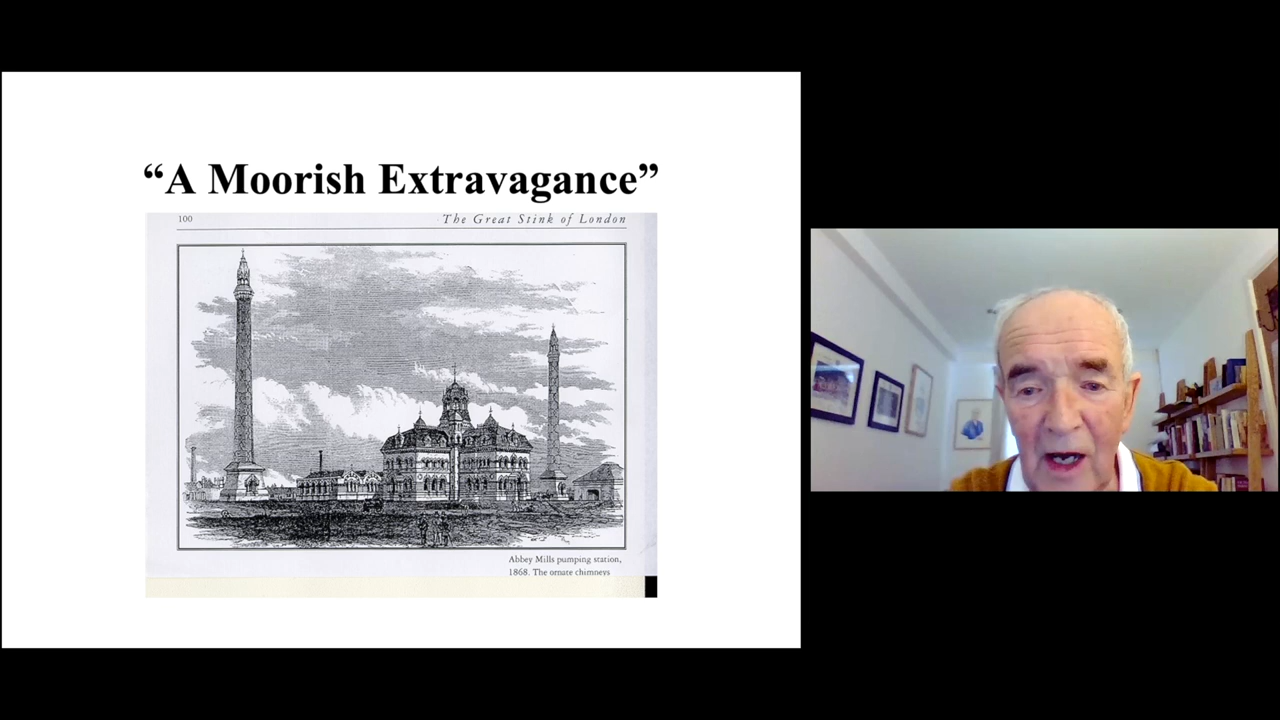 “A Moorish Extravagance”
100
The Great Stink of London
Abbey Mills pumping station,
1868. The ornate chimneys